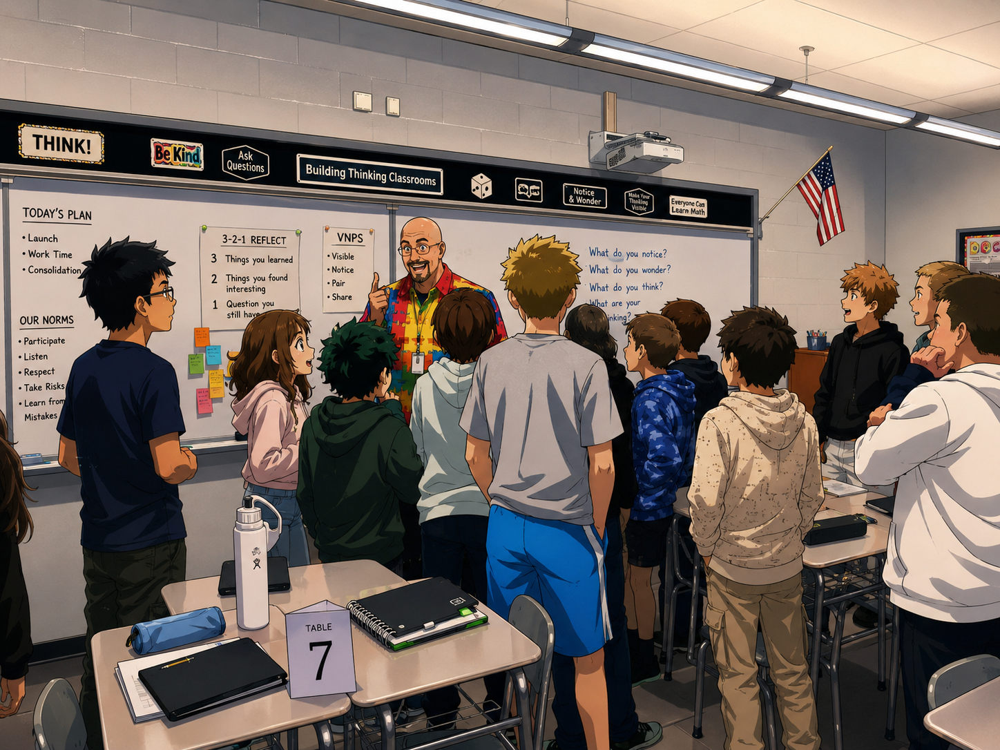 THINK!
Be Kind
Ask
Questions
Building Thinking Classrooms
Notice
& Wonder
Make Your
Thinking
Visible
Everyone Can
Learn Math
TODAY'S PLAN
• Launch
• Work Time
• Consolidation
OUR NORMS
• Participate
• Listen
• Respect
• Take Risks
• Learn from
Mistakes
3-2-1 REFLECT
3 Things you learned
2 Things you found
interesting
1 Question you
still have
VNPS
• Visible
• Notice
• Pair
• Share
What do you notice?
What do you wonder?
What do you think?
What are your
inking?
TABLE
7